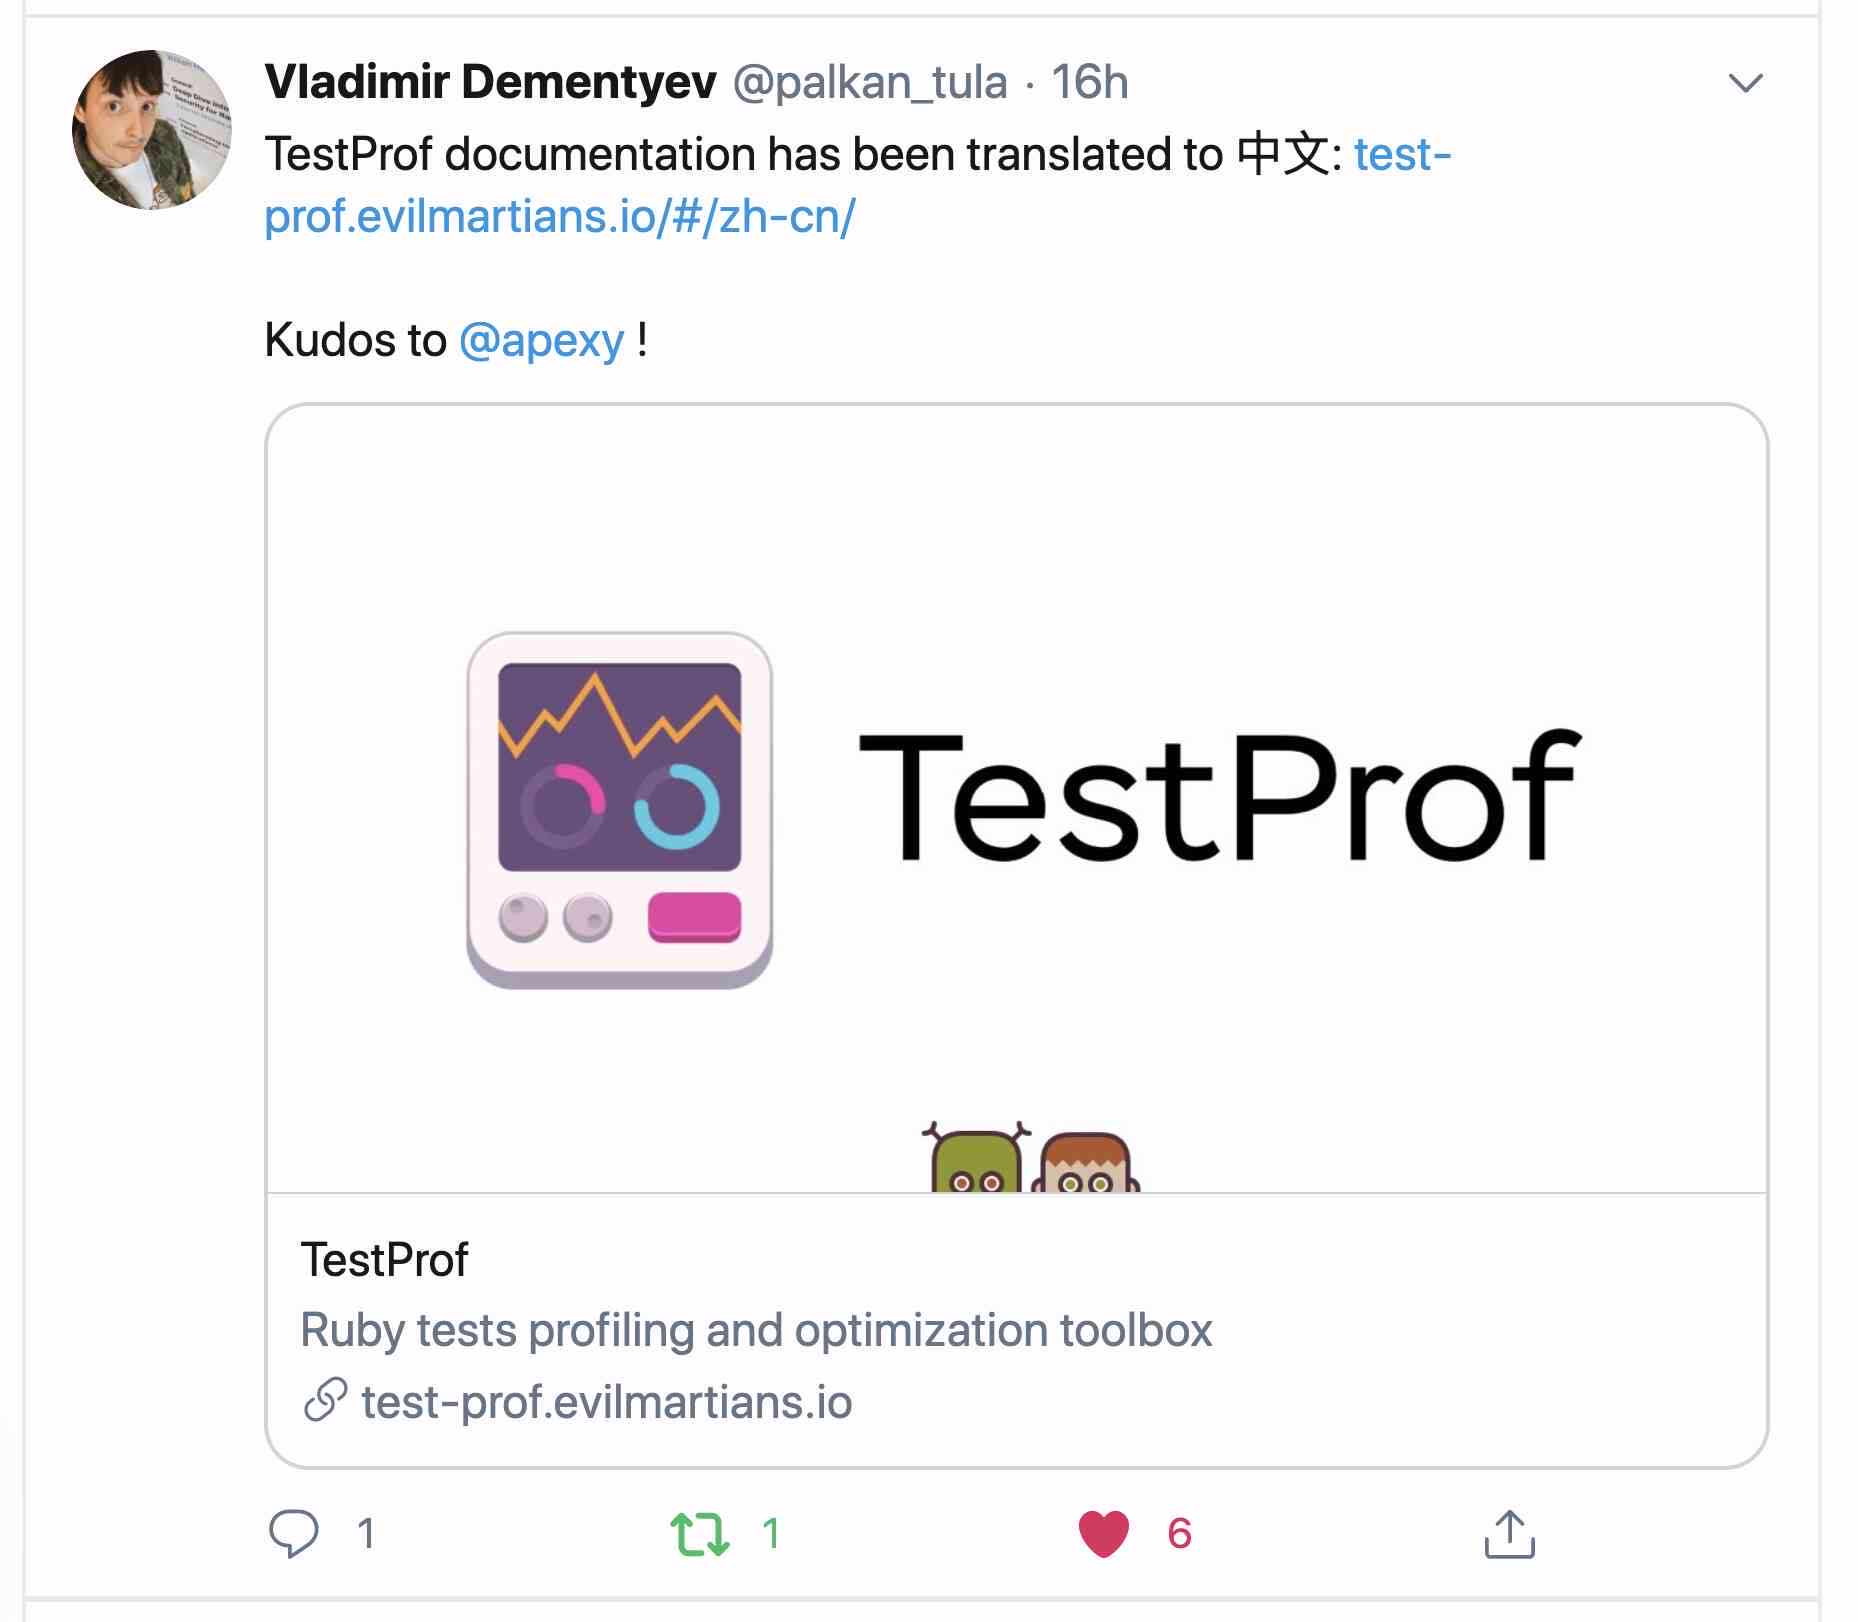 Vladimir Dementyev @palkan_tula · 16h
TestProf documentation has been translated to 中文: test-
prof.evilmartians.io/#/zh-cn/
Kudos to @apexy !
TestProf
TestProf
Ruby tests profiling and optimization toolbox
test-prof.evilmartians.io
1 1 6